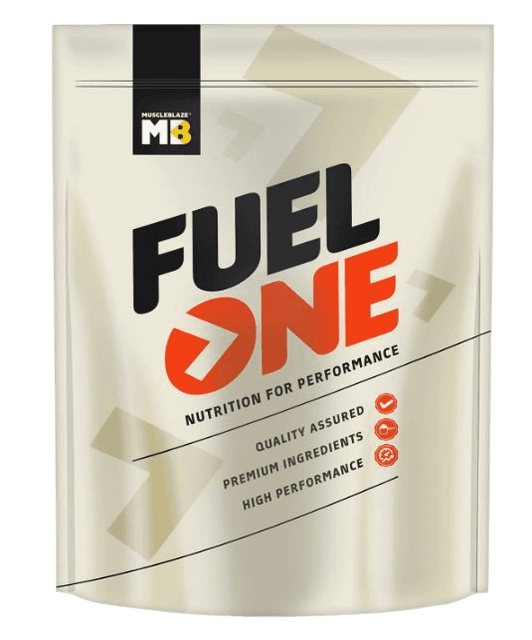 MUSCLEBLAZE®
MB
FUEL
ONE
NUTRITION FOR PERFORMANCE
QUALITY ASSURED
PREMIUM INGREDIENTS
HIGH PERFORMANCE